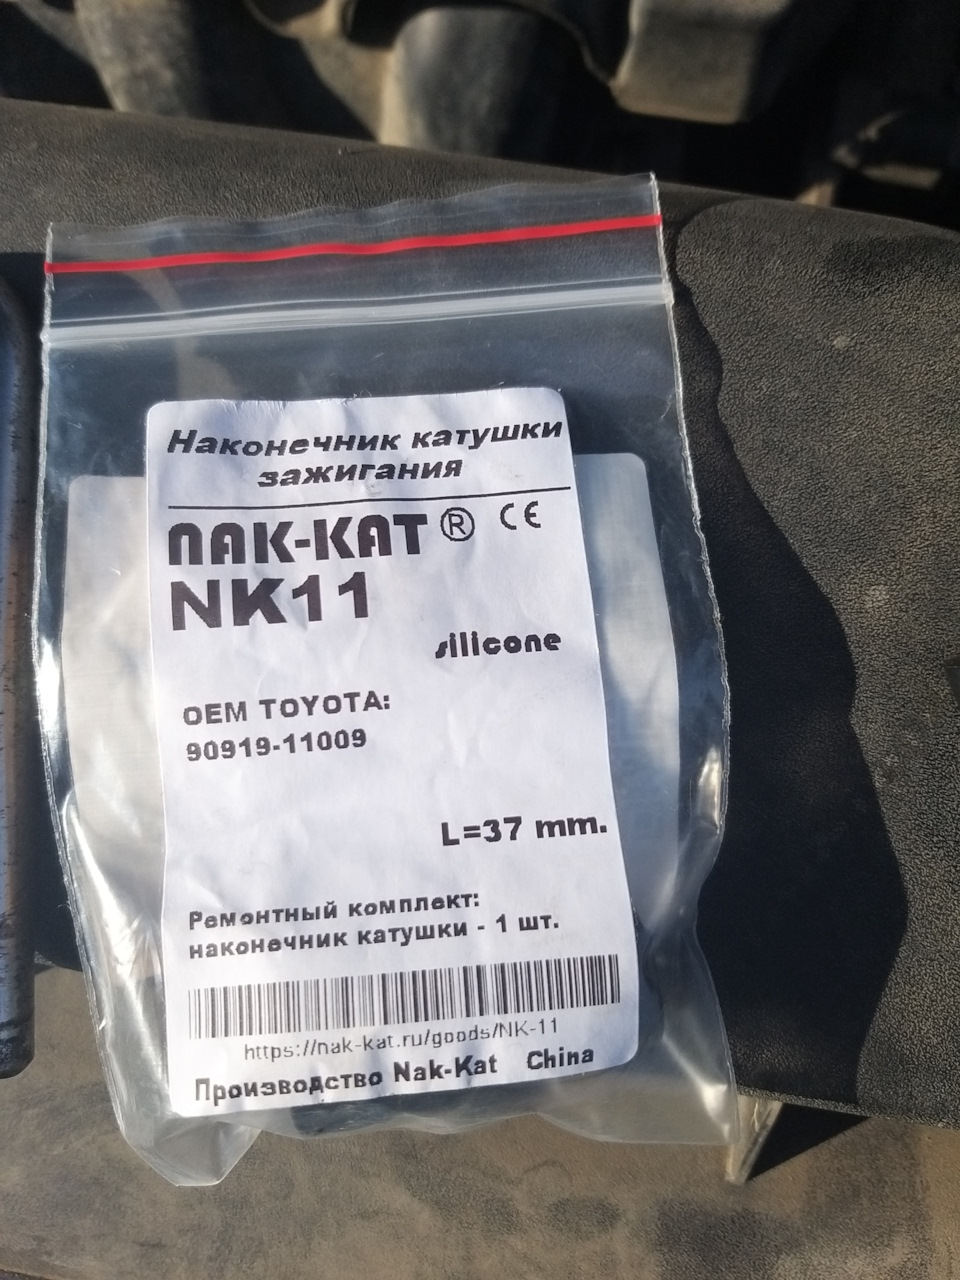 Наконечник катушки
зажигания
NAK-KAT ® CE
NK11
silicone
OEM TOYOTA:
90919-11009
L=37 mm.
Ремонтный комплект:
наконечник катушки - 1 шт.
https://nak-kat.ru/goods/NK-11
Производство Nak-Kat China